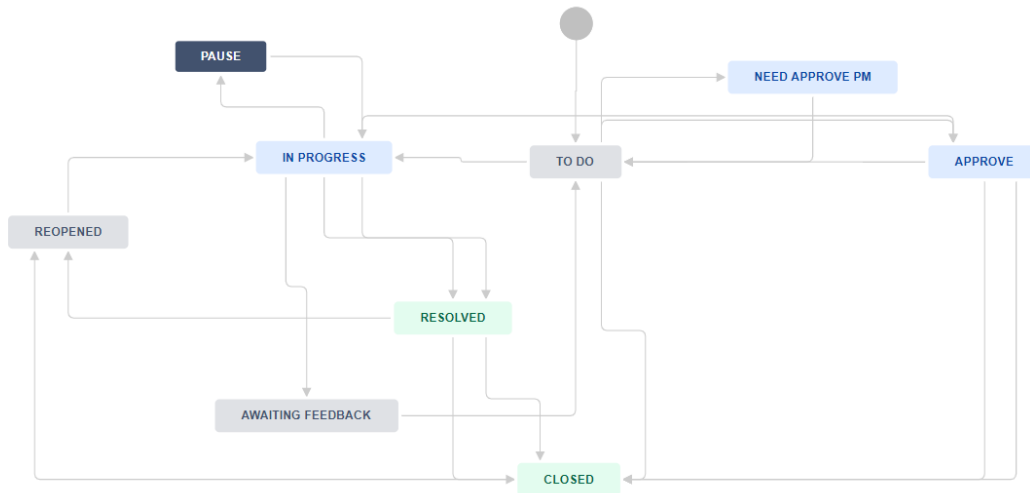 PAUSE
NEED APPROVE PM
IN PROGRESS
TO DO
APPROVE
REOPENED
RESOLVED
AWAITING FEEDBACK
CLOSED